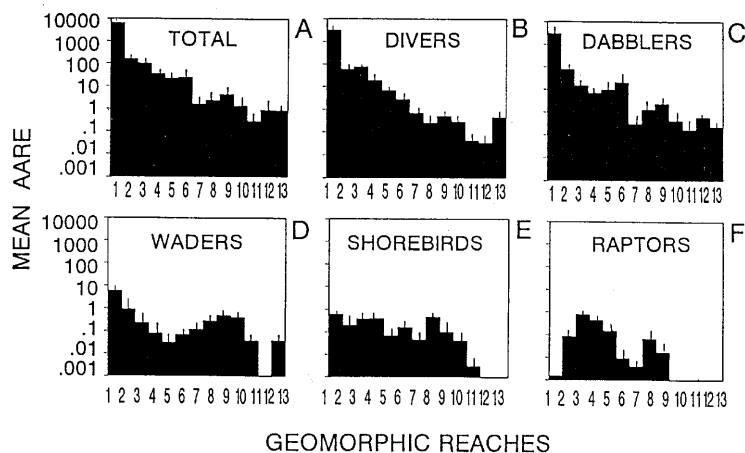 10000 TOTAL A DIVERS B DABBLERS C
1000
100
10
1
.1
.01
.001
1 2 3 4 5 6 7 8 9 10 11 12 13 1 2 3 4 5 6 7 8 9 10 11 12 13 1 2 3 4 5 6 7 8 9 10 11 12 13
MEAN AARE
10000 WADERS D SHOREBIRDS E RAPTORS F
1000
100
10
1
.1
.01
.001
1 2 3 4 5 6 7 8 9 10 11 12 13 1 2 3 4 5 6 7 8 9 10 11 12 13 1 2 3 4 5 6 7 8 9 10 11 12 13
GEOMORPHIC REACHES